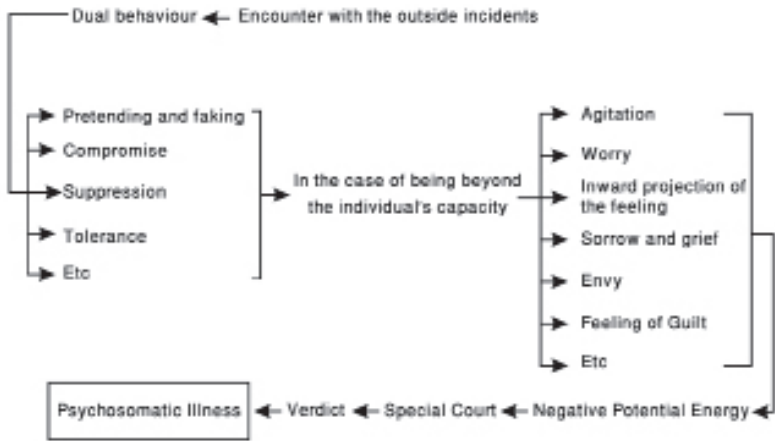 Dual behaviour
Encounter with the outside incidents
Pretending and faking
Compromise
Suppression
Tolerance
Etc
In the case of being beyond
the individual's capacity
Agitation
Worry
Inward projection of
the feeling
Sorrow and grief
Envy
Feeling of Guilt
Etc
Psychosomatic Illness
Verdict
Special Court
Negative Potential Energy